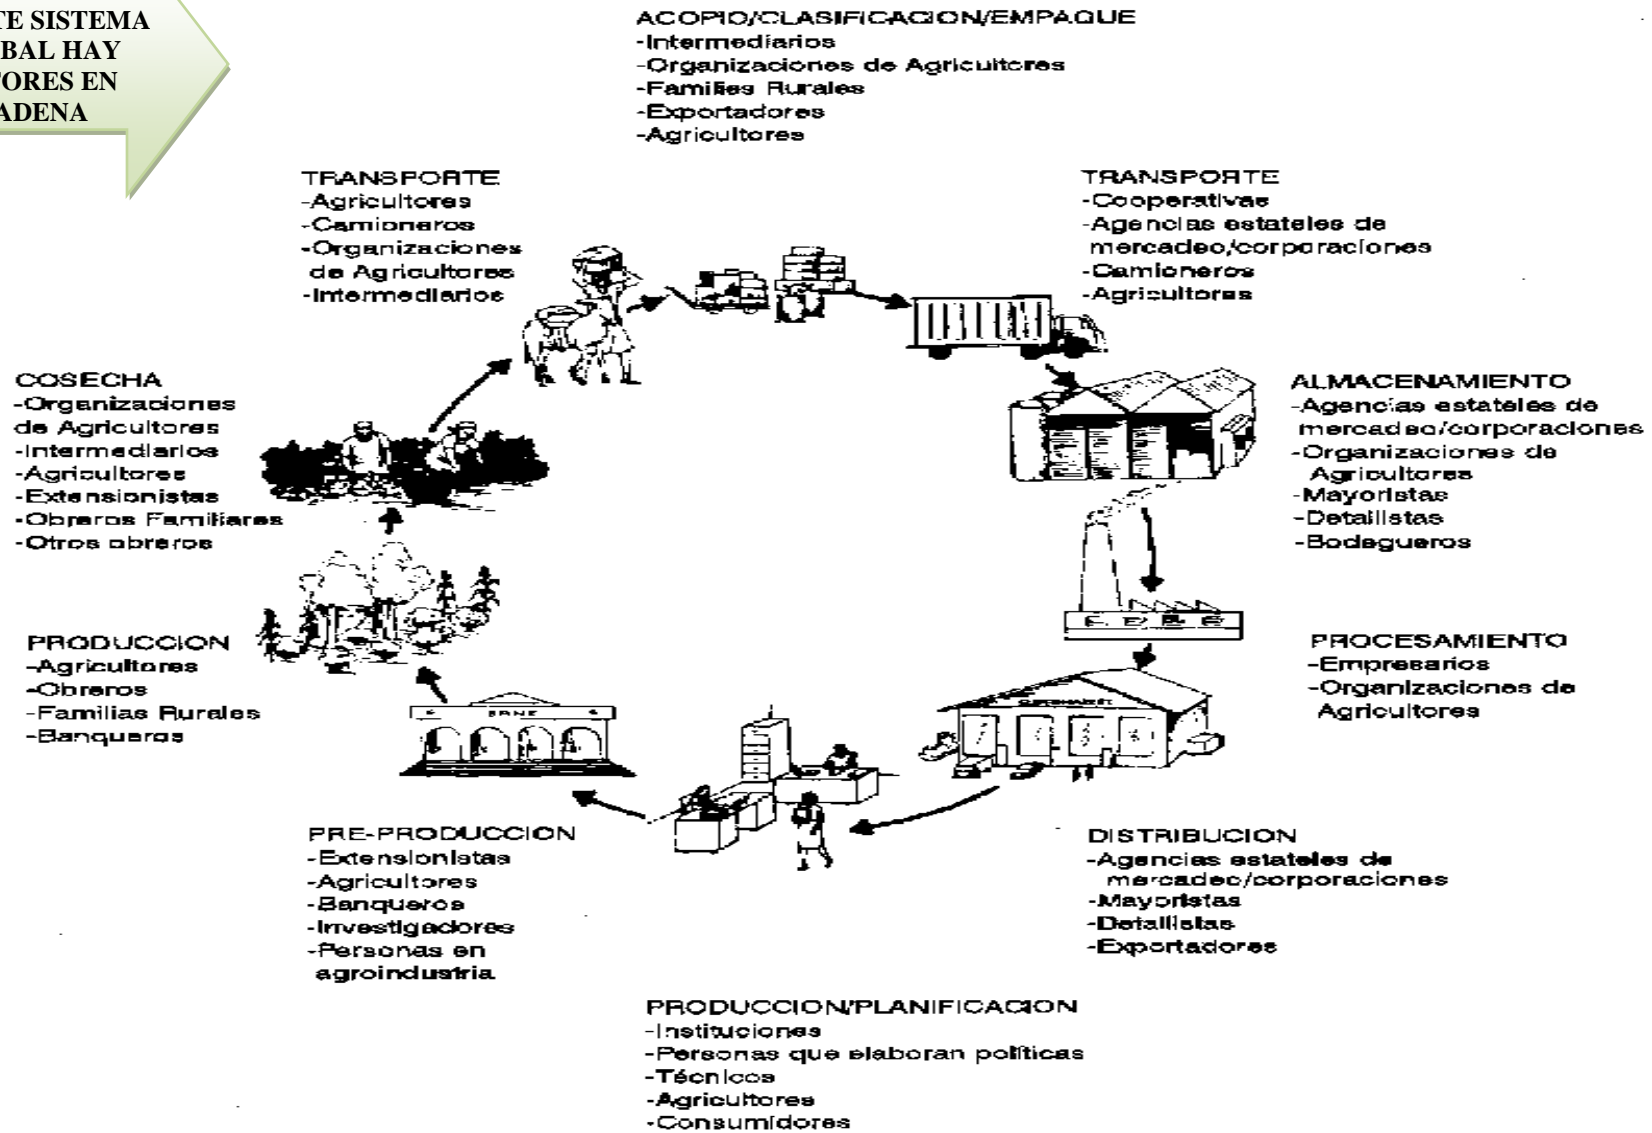 TE SISTEMA
BAL HAY
TORES EN
ADENA
ACOPIO/CLASIFICACION/EMPAQUE
-Intermediarios
-Organizaciones de Agricultores
-Families Rurales
-Exportadores
-Agricultores
TRANSPORTE
-Agricultores
-Camioneros
-Organizaciones
de Agricultores
-Intermediarios
TRANSPORTE
-Cooperativas
-Agencias estateles de
mercadeo/corporaciones
-Camioneros
-Agricultores
COSECHA
-Organizaciones
de Agricultores
-Intermediarios
-Agricultores
-Extensionistas
-Obreros Familiares
-Otros obreros
ALMACENAMIENTO
-Agencias estateles de
mercadeo/corporaciones
-Organizaciones de
Agricultores
-Mayoristas
-Detallistas
-Bodegueros
PRODUCCION
-Agricultores
-Obreros
-Familias Rurales
-Banqueros
PROCESAMIENTO
-Empresarios
-Organizaciones de
Agricultores
BANK
PRE-PRODUCCION
-Extensionistas
-Agricultores
-Banqueros
-Investigadores
-Personas en
agroindustria
DISTRIBUCION
-Agencias estateles de
mercadeo/corporaciones
-Mayoristas
-Detallistas
-Exportadores
PRODUCCION/PLANIFICACION
-Instituciones
-Personas que elaboran políticas
-Técnicos
-Agricultores
-Consumidores